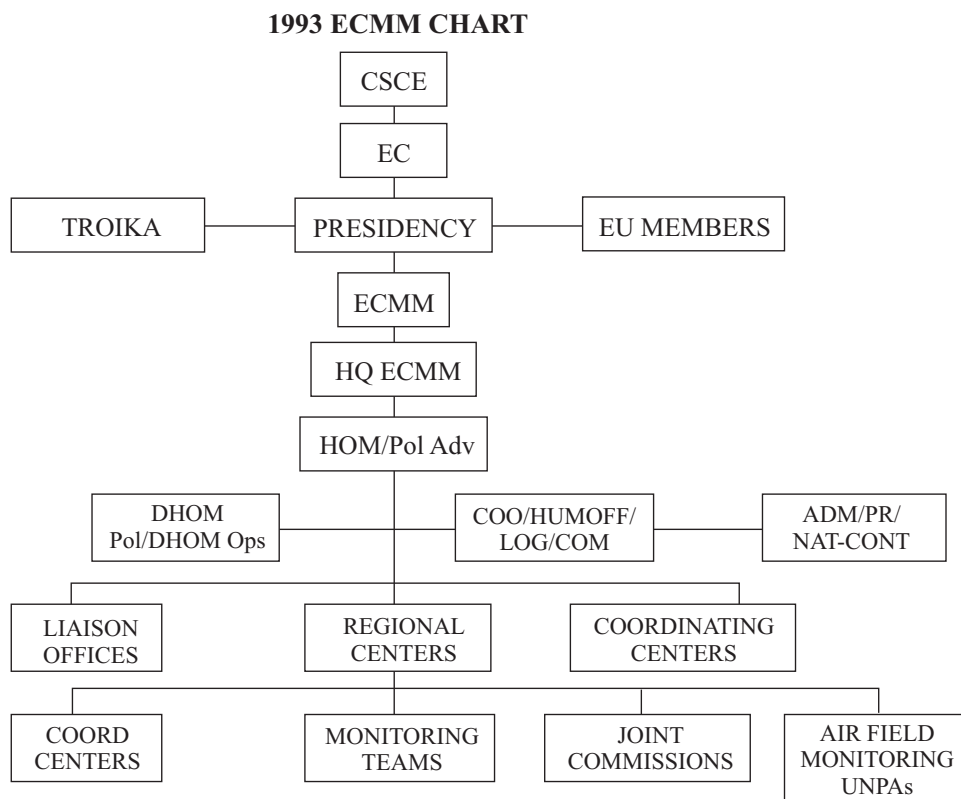 1993 ECMM CHART
CSCE
EC
TROIKA
PRESIDENCY
EU MEMBERS
ECMM
HQ ECMM
HOM/Pol Adv
DHOM
Pol/DHOM Ops
COO/HUMOFF/
LOG/COM
ADM/PR/
NAT-CONT
LIAISON
OFFICES
REGIONAL
CENTERS
COORDINATING
CENTERS
COORD
CENTERS
MONITORING
TEAMS
JOINT
COMMISSIONS
AIR FIELD
MONITORING
UNPAs